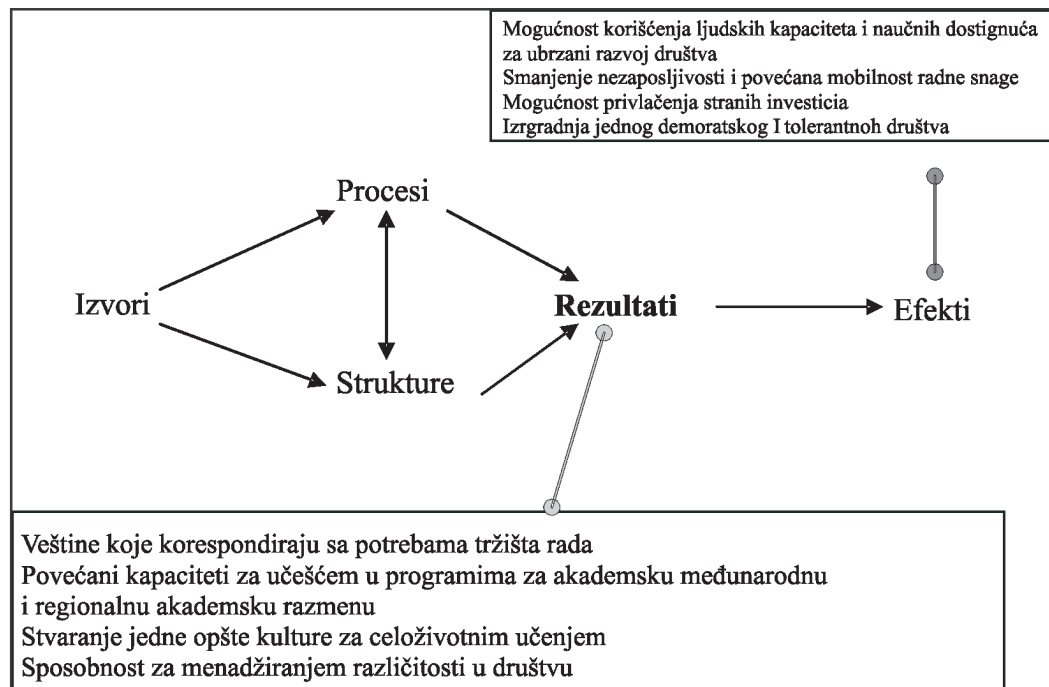 Mogućnost korišćenja ljudskih kapaciteta i naučnih dostignuća
za ubrzani razvoj društva
Smanjenje nezaposljivosti i povećana mobilnost radne snage
Mogućnost privlačenja stranih investicia
Izrgradnja jednog demoratskog I tolerantnoh društva
Procesi
Izvori
Rezultati
Efekti
Strukture
Veštine koje korespondiraju sa potrebama tržišta rada
Povećani kapaciteti za učešćem u programima za akademsku međunarodnu
i regionalnu akademsku razmenu
Stvaranje jedne opšte kulture za celoživotnim učenjem
Sposobnost za menadžiranjem različitosti u društvu